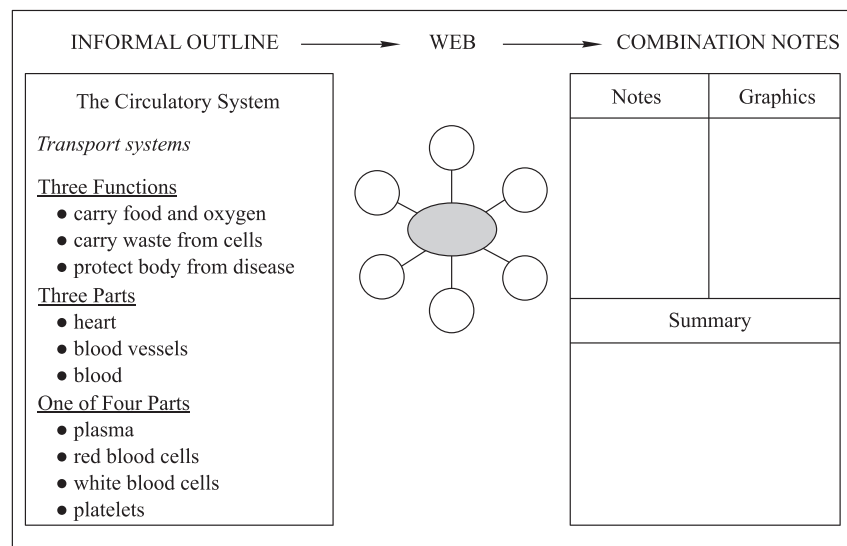 INFORMAL OUTLINE WEB COMBINATION NOTES
The Circulatory System
Transport systems
Three Functions
● carry food and oxygen
● carry waste from cells
● protect body from disease
Three Parts
● heart
● blood vessels
● blood
One of Four Parts
● plasma
● red blood cells
● white blood cells
● platelets
Notes Graphics
Summary